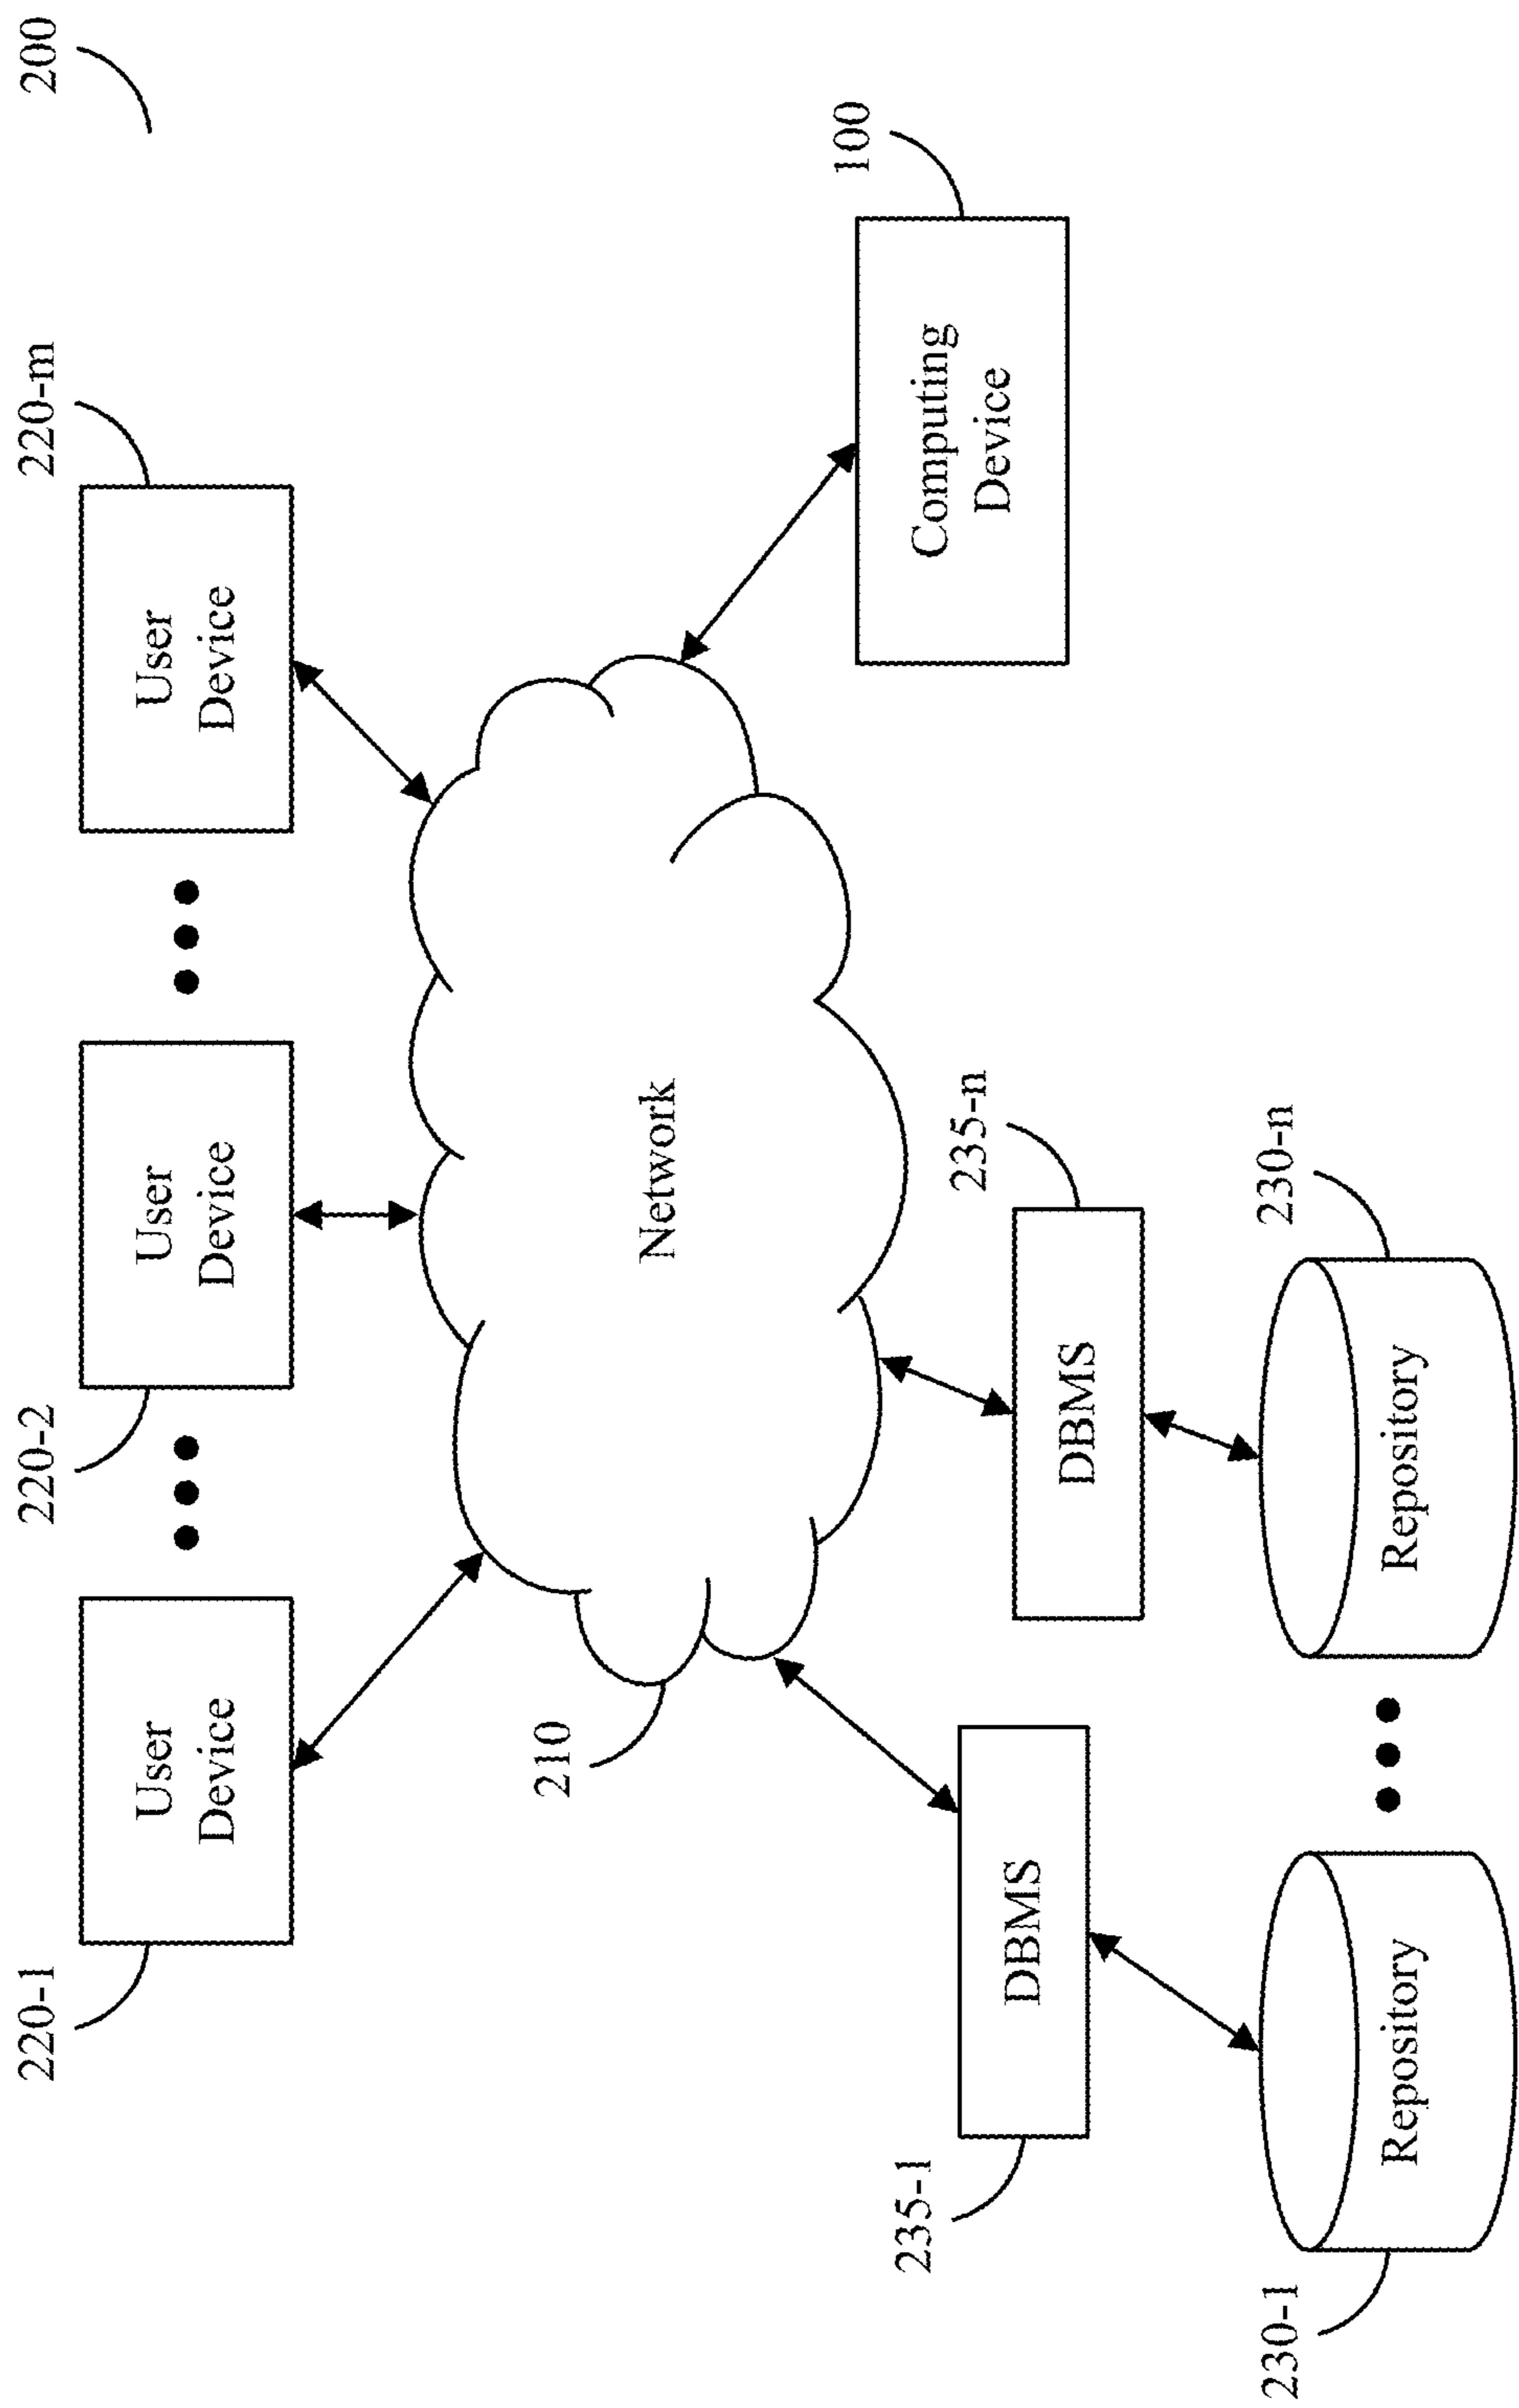 200
220-1
220-2
220-m
User
Device
User
Device
User
Device
210
Network
100
Computing
Device
235-1
DBMS
235-n
DBMS
230-1
Repository
230-n
Repository